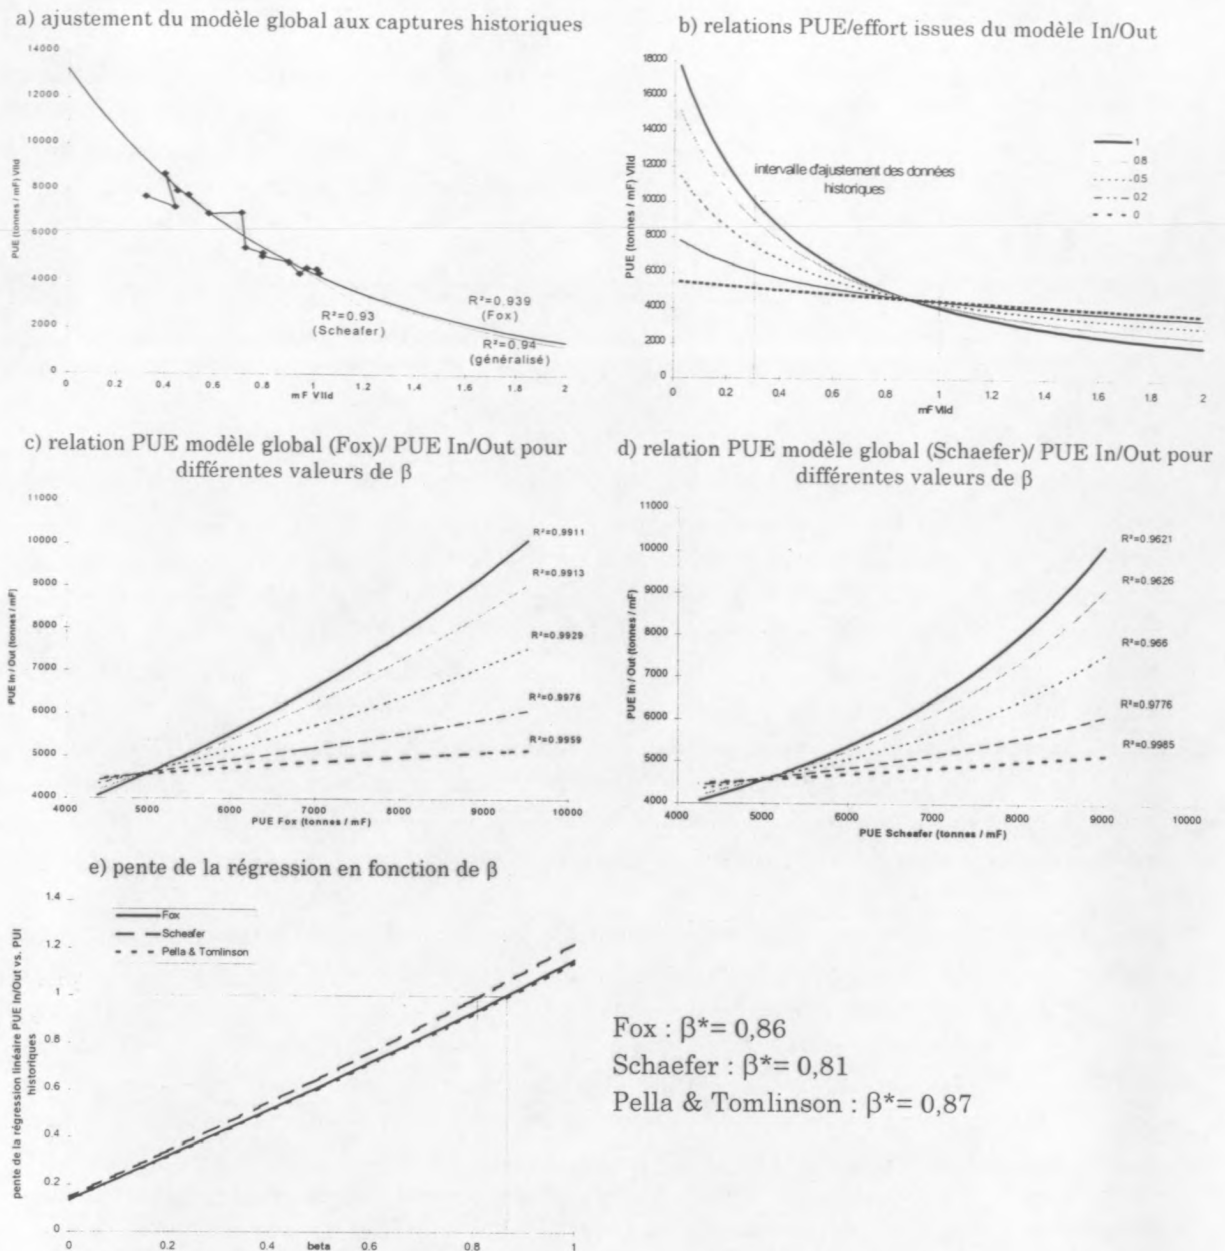 a) ajustement du modèle global aux captures historiques
14000
12000
10000
8000
6000
4000
2000
0
PUE (tonnes / mF) VIId
R²=0.939
(Fox)
R²=0.93
(Scheafer)
R²=0.94
(généralisé)
0 0.2 0.4 0.6 0.8 1 1.2 1.4 1.6 1.8 2
mF VIId
b) relations PUE/effort issues du modèle In/Out
18000
16000
14000
12000
10000
8000
6000
4000
2000
0
PUE (tonnes / mF) VIId
intervalle d'ajustement des données
historiques
1
0.8
0.5
0.2
0
0 0.2 0.4 0.6 0.8 1 1.2 1.4 1.6 1.8 2
mF VIId
c) relation PUE modèle global (Fox)/ PUE In/Out pour
différentes valeurs de β
11000
10000
9000
8000
7000
6000
5000
4000
PUE In / Out (tonnes / mF)
R²=0.9911
R²=0.9913
R²=0.9929
R²=0.9976
R²=0.9959
4000 5000 6000 7000 8000 9000 10000
PUE Fox (tonnes / mF)
d) relation PUE modèle global (Schaefer)/ PUE In/Out pour
différentes valeurs de β
11000
10000
9000
8000
7000
6000
5000
4000
PUE In / Out (tonnes / mF)
R²=0.9621
R²=0.9626
R²=0.966
R²=0.9776
R²=0.9985
4000 5000 6000 7000 8000 9000 10000
PUE Scheafer (tonnes / mF)
e) pente de la régression en fonction de β
1.4
1.2
1
0.8
0.6
0.4
0.2
0
pente de la régression linéaire PUE In/Out vs. PUI
historiques
Fox
Scheafer
Pella & Tomlinson
0 0.2 0.4 beta 0.6 0.8 1
Fox : β*= 0,86
Schaefer : β*= 0,81
Pella & Tomlinson : β*= 0,87